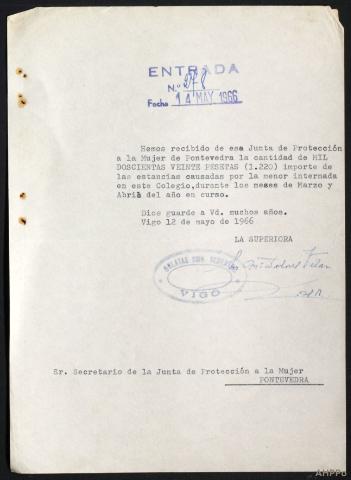 ENTRADA
N.º 278
Fecha 14 MAY 1966
Hemos recibido de esa Junta de Protección
a la Mujer de Pontevedra la cantidad de MIL
DOSCIENTAS VEINTE PESETAS (1.220) importe de
las estancias causadas por la menor internada
en este Colegio,durante los meses de Marzo y
Abril del año en curso.
Dios guarde a Vd. muchos años.
Vigo 12 de mayo de 1966
LA SUPERIORA
VIGO
Sr. Secretario de la Junta de Protección a la Mujer
PONTEVEDRA
AHPPo